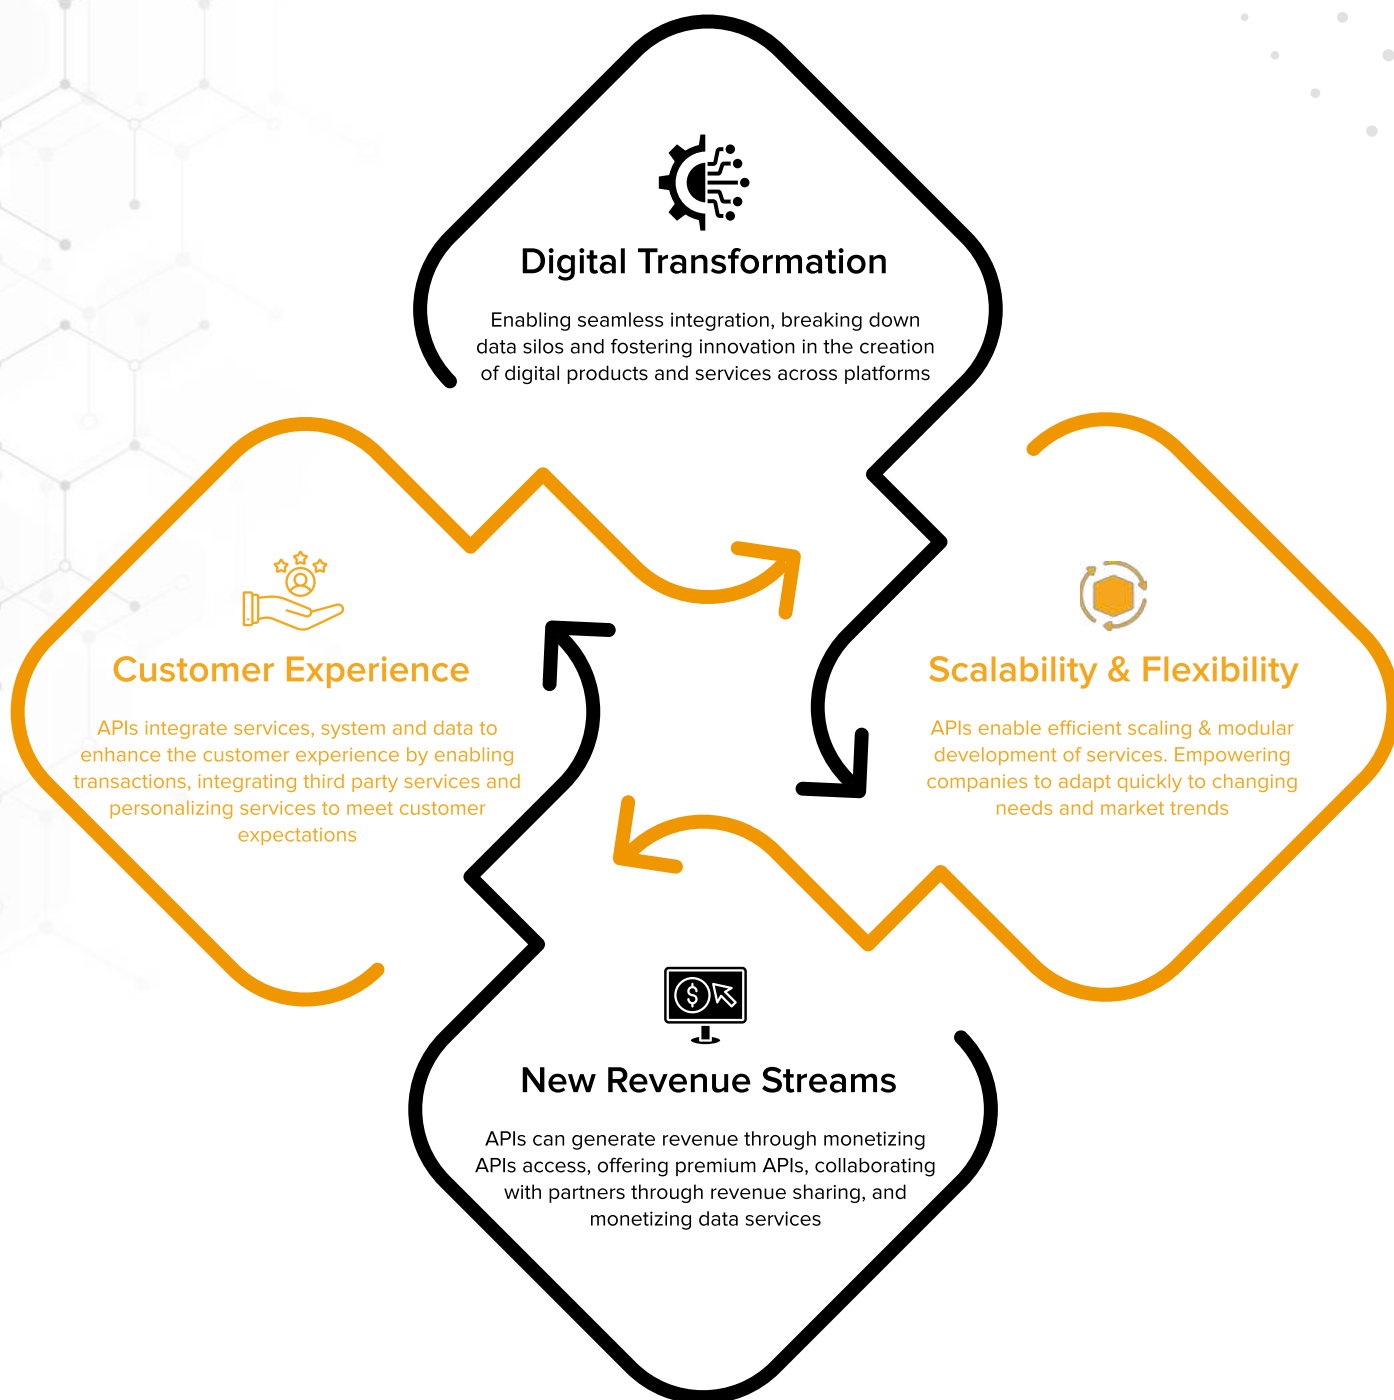 Digital Transformation
Enabling seamless integration, breaking down
data silos and fostering innovation in the creation
of digital products and services across platforms
Customer Experience
APIs integrate services, system and data to
enhance the customer experience by enabling
transactions, integrating third party services and
personalizing services to meet customer
expectations
Scalability & Flexibility
APIs enable efficient scaling & modular
development of services. Empowering
companies to adapt quickly to changing
needs and market trends
$
New Revenue Streams
APIs can generate revenue through monetizing
APIs access, offering premium APIs, collaborating
with partners through revenue sharing, and
monetizing data services